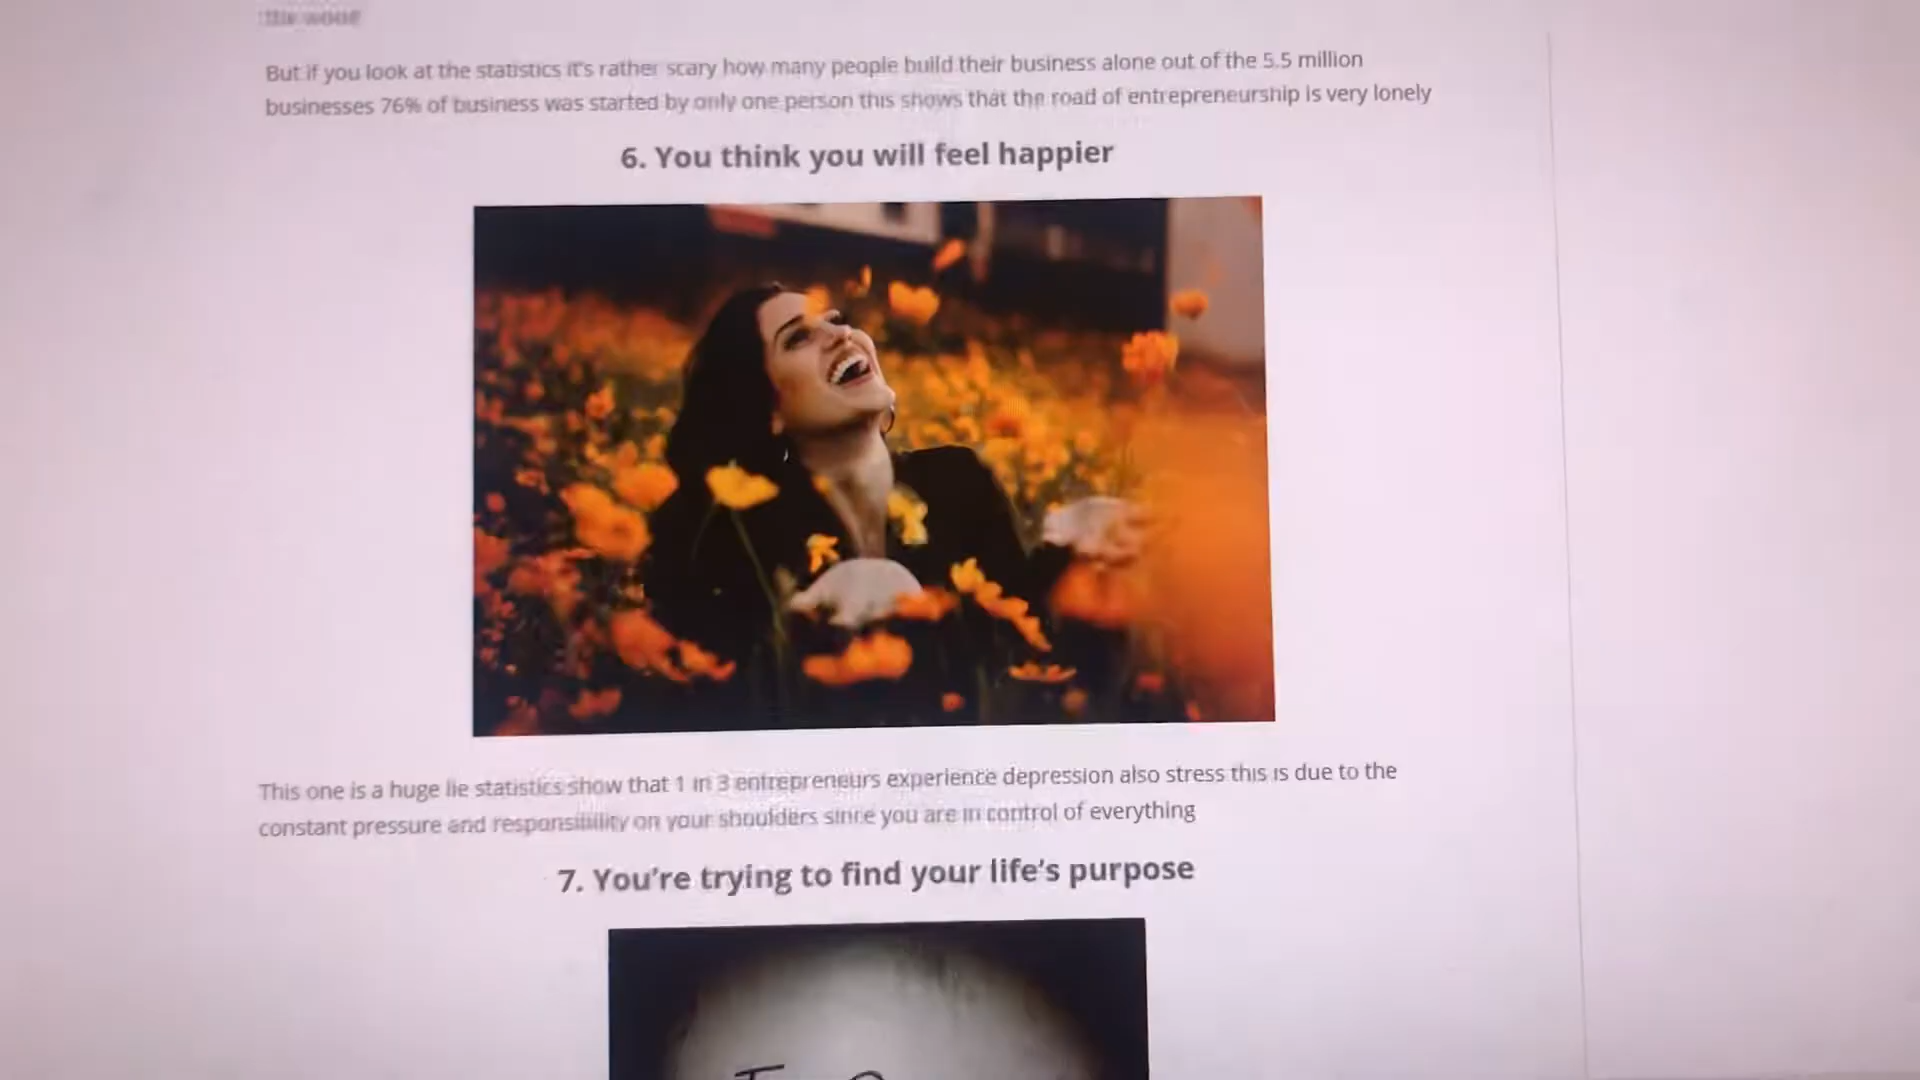 But if you look at the statistics it's rather scary how many people build their business alone out of the 5.5 million
businesses 76% of business was started by only one person this shows that the road of entrepreneurship is very lonely
6. You think you will feel happier
This one is a huge lie statistics show that 1 in 3 entrepreneurs experience depression also stress this is due to the
constant pressure and responsibility on your shoulders since you are in control of everything
7. You're trying to find your life's purpose